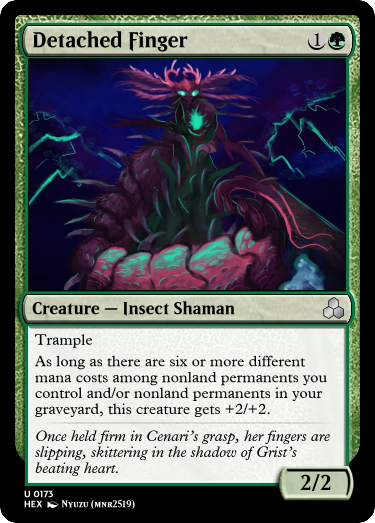 Detached Finger 1
Creature — Insect Shaman
Trample
As long as there are six or more different
mana costs among nonland permanents you
control and/or nonland permanents in your
graveyard, this creature gets +2/+2.
Once held firm in Cenari's grasp, her fingers are
slipping, skittering in the shadow of Grist's
beating heart.
2/2
U 0173
HEX Nyuzu (mnr2519)